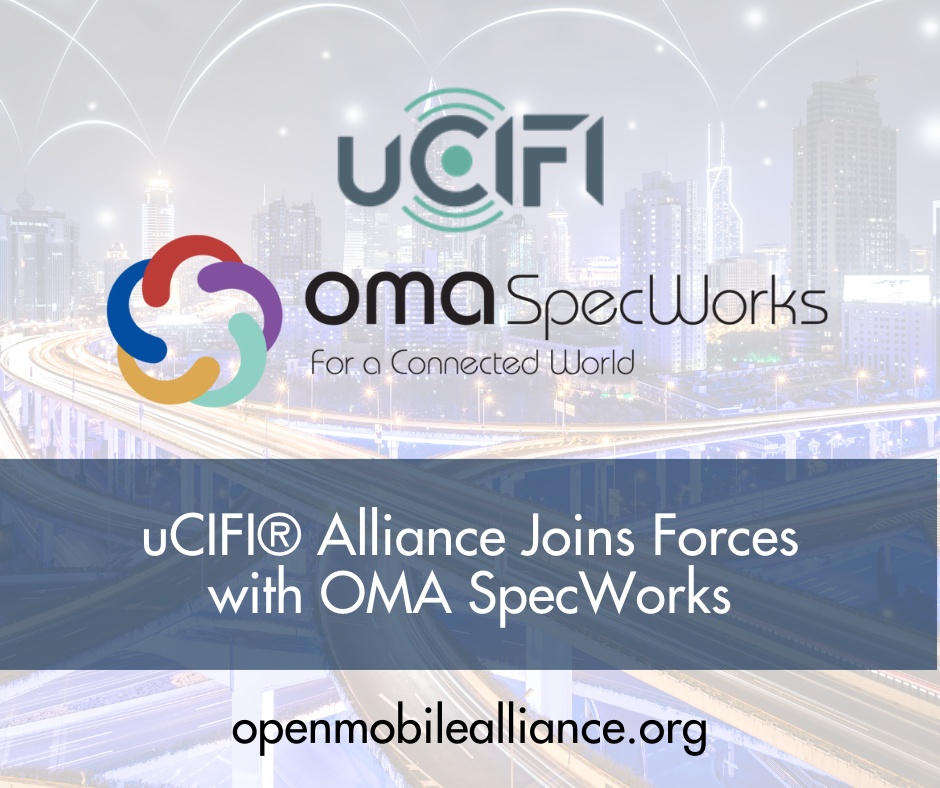 uCIFI
oma SpecWorks
For a Connected World
uCIFI® Alliance Joins Forces
with OMA SpecWorks
openmobilealliance.org